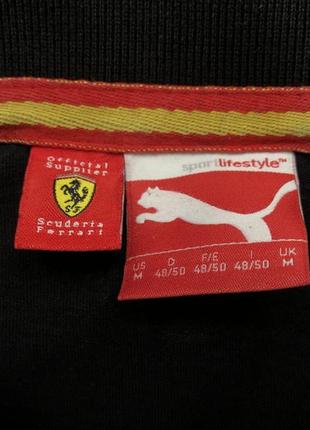 Official
Supplier
S F
Scuderia
Ferrari
sportlifestyle™
US D F/E I UK
M 48/50 48/50 48/50 M